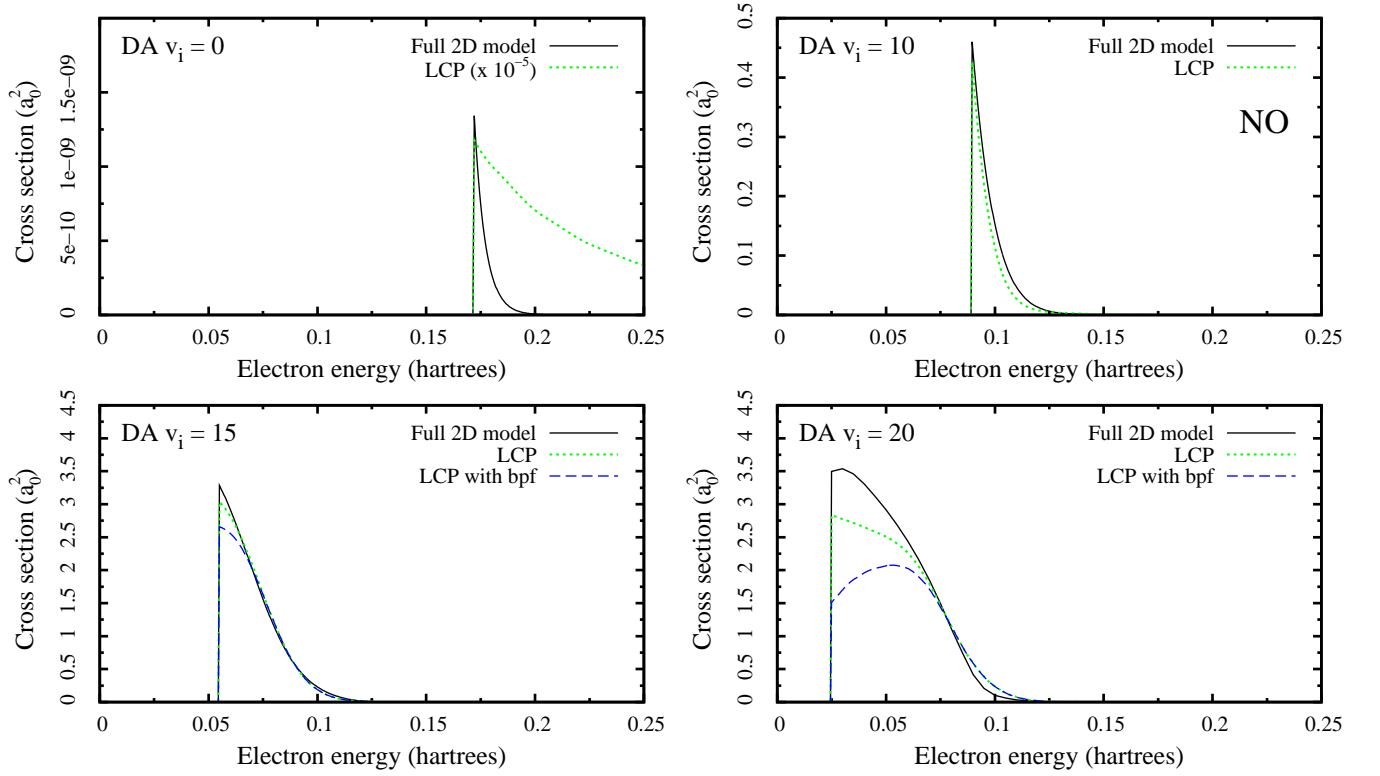 DA v_i = 0
Full 2D model
LCP (x 10^−5)
Cross section (a_0^2)
0
5e−10
1e−09
1.5e−09
0
0.05
0.1
0.15
0.2
0.25
Electron energy (hartrees)
DA v_i = 10
Full 2D model
LCP
NO
Cross section (a_0^2)
0
0.1
0.2
0.3
0.4
0.5
0
0.05
0.1
0.15
0.2
0.25
Electron energy (hartrees)
DA v_i = 15
Full 2D model
LCP
LCP with bpf
Cross section (a_0^2)
0
0.5
1
1.5
2
2.5
3
3.5
4
4.5
0
0.05
0.1
0.15
0.2
0.25
Electron energy (hartrees)
DA v_i = 20
Full 2D model
LCP
LCP with bpf
Cross section (a_0^2)
0
0.5
1
1.5
2
2.5
3
3.5
4
4.5
0
0.05
0.1
0.15
0.2
0.25
Electron energy (hartrees)